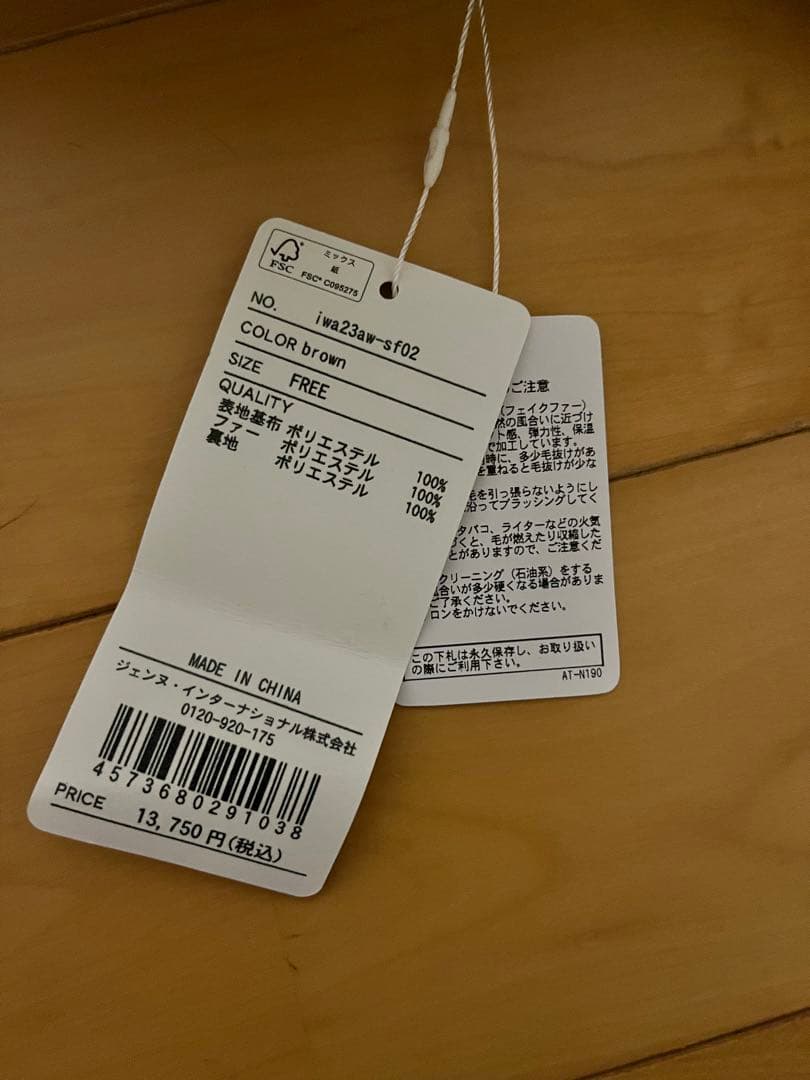 FSC
ミックス
紙
FSC® C095275
NO. iwa23aw-sf02
COLOR brown
SIZE FREE
QUALITY
表地基布 ポリエステル 100%
ファー ポリエステル 100%
裏地 ポリエステル 100%
MADE IN CHINA
ジェンヌ・インターナショナル株式会社
0120-920-175
4573680291038
PRICE 13,750円(税込)
ご注意
(フェイクファー)
然の風合いに近づけ
ト感、弾力性、保温
で加工しています。
時に、多少毛抜けがあ
を重ねると毛抜けが少な
毛を引っ張らないようにし
沿ってブラッシングしてく
タバコ、ライターなどの火気
づくと、毛が燃えたり収縮した
とがありますので、ご注意くだ
クリーニング(石油系)をする
風合いが多少硬くなる場合がありま
ご了承ください。
ロンをかけないでください。
この下札は永久保存し、お取り扱い
の際にご利用下さい。
AT-N190